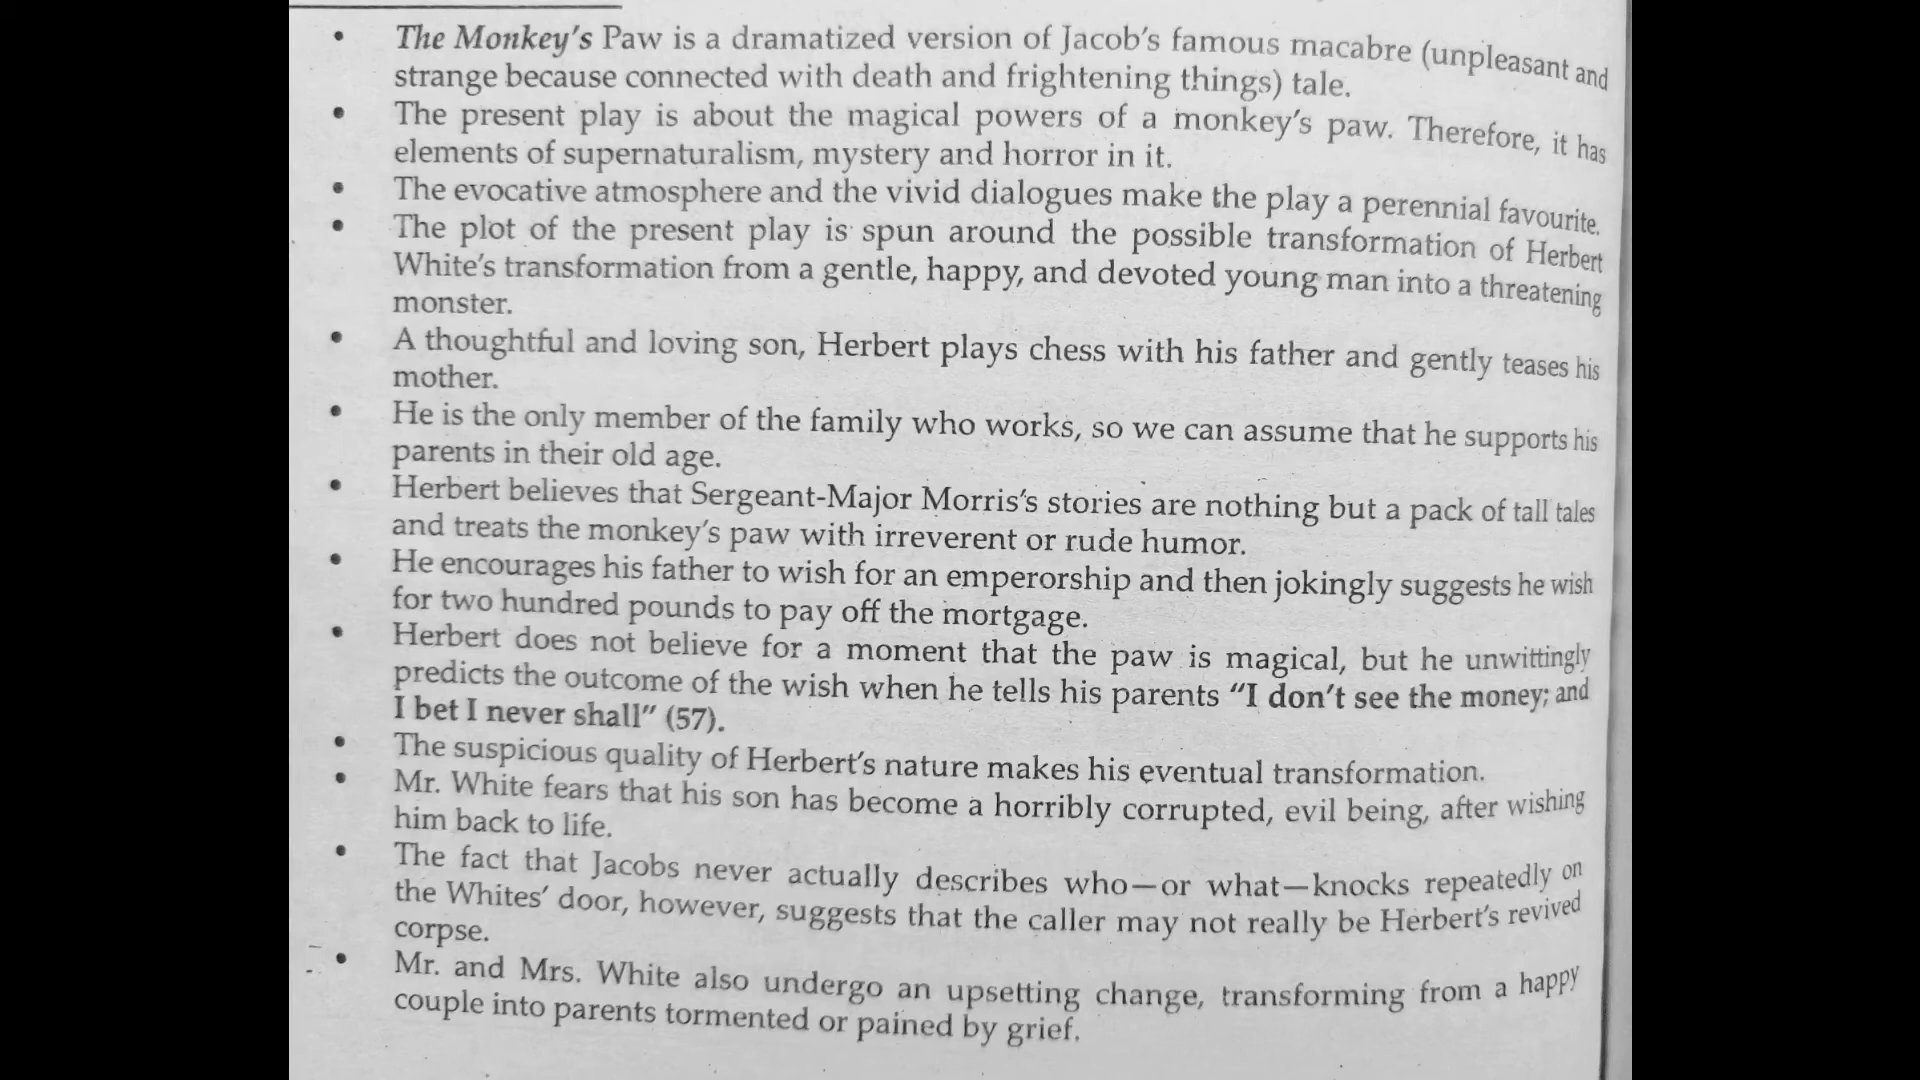 • The Monkey's Paw is a dramatized version of Jacob's famous macabre (unpleasant and
strange because connected with death and frightening things) tale.
• The present play is about the magical powers of a monkey's paw. Therefore, it has
elements of supernaturalism, mystery and horror in it.
• The evocative atmosphere and the vivid dialogues make the play a perennial favourite.
• The plot of the present play is spun around the possible transformation of Herbert
White's transformation from a gentle, happy, and devoted young man into a threatening
monster.
• A thoughtful and loving son, Herbert plays chess with his father and gently teases his
mother.
• He is the only member of the family who works, so we can assume that he supports his
parents in their old age.
• Herbert believes that Sergeant-Major Morris's stories are nothing but a pack of tall tales
and treats the monkey's paw with irreverent or rude humor.
• He encourages his father to wish for an emperorship and then jokingly suggests he wish
for two hundred pounds to pay off the mortgage.
• Herbert does not believe for a moment that the paw is magical, but he unwittingly
predicts the outcome of the wish when he tells his parents "I don't see the money; and
I bet I never shall" (57).
• The suspicious quality of Herbert's nature makes his eventual transformation.
• Mr. White fears that his son has become a horribly corrupted, evil being, after wishing
him back to life.
• The fact that Jacobs never actually describes who—or what—knocks repeatedly on
the Whites' door, however, suggests that the caller may not really be Herbert's revived
corpse.
• Mr. and Mrs. White also undergo an upsetting change, transforming from a happy
couple into parents tormented or pained by grief.